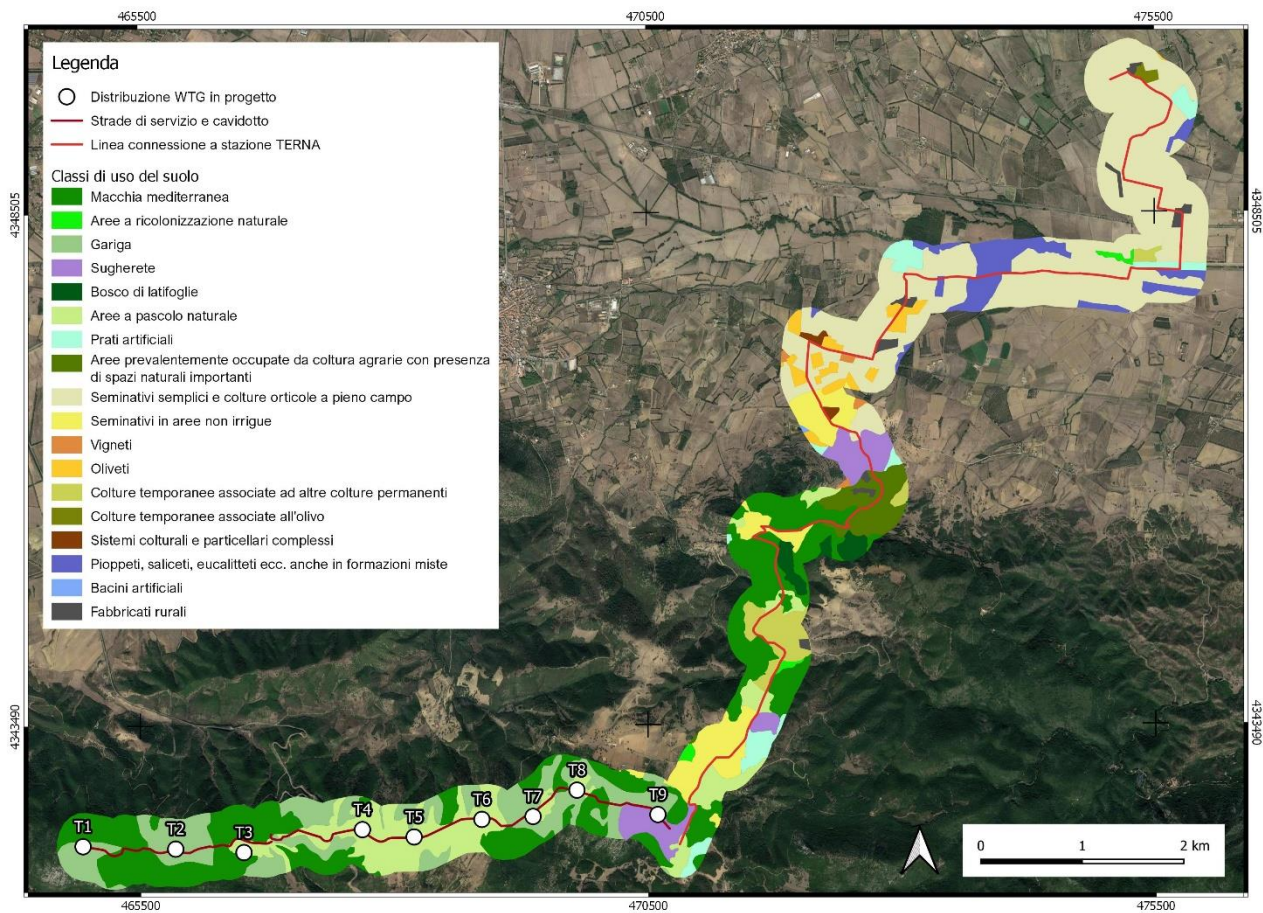 465500 470500 475500
Legenda
Distribuzione WTG in progetto
Strade di servizio e cavidotto
Linea connessione a stazione TERNA
Classi di uso del suolo
Macchia mediterranea
Aree a ricolonizzazione naturale
Gariga
Sugherete
Bosco di latifoglie
Aree a pascolo naturale
Prati artificiali
Aree prevalentemente occupate da coltura agrarie con presenza
di spazi naturali importanti
Seminativi semplici e colture orticole a pieno campo
Seminativi in aree non irrigue
Vigneti
Oliveti
Colture temporanee associate ad altre colture permanenti
Colture temporanee associate all'olivo
Sistemi colturali e particellari complessi
Pioppeti, saliceti, eucalitteti ecc. anche in formazioni miste
Bacini artificiali
Fabbricati rurali
4348505 4348505
4343490 4343490
T1 T2 T3 T4 T5 T6 T7 T8 T9
0 1 2 km
465500 470500 475500